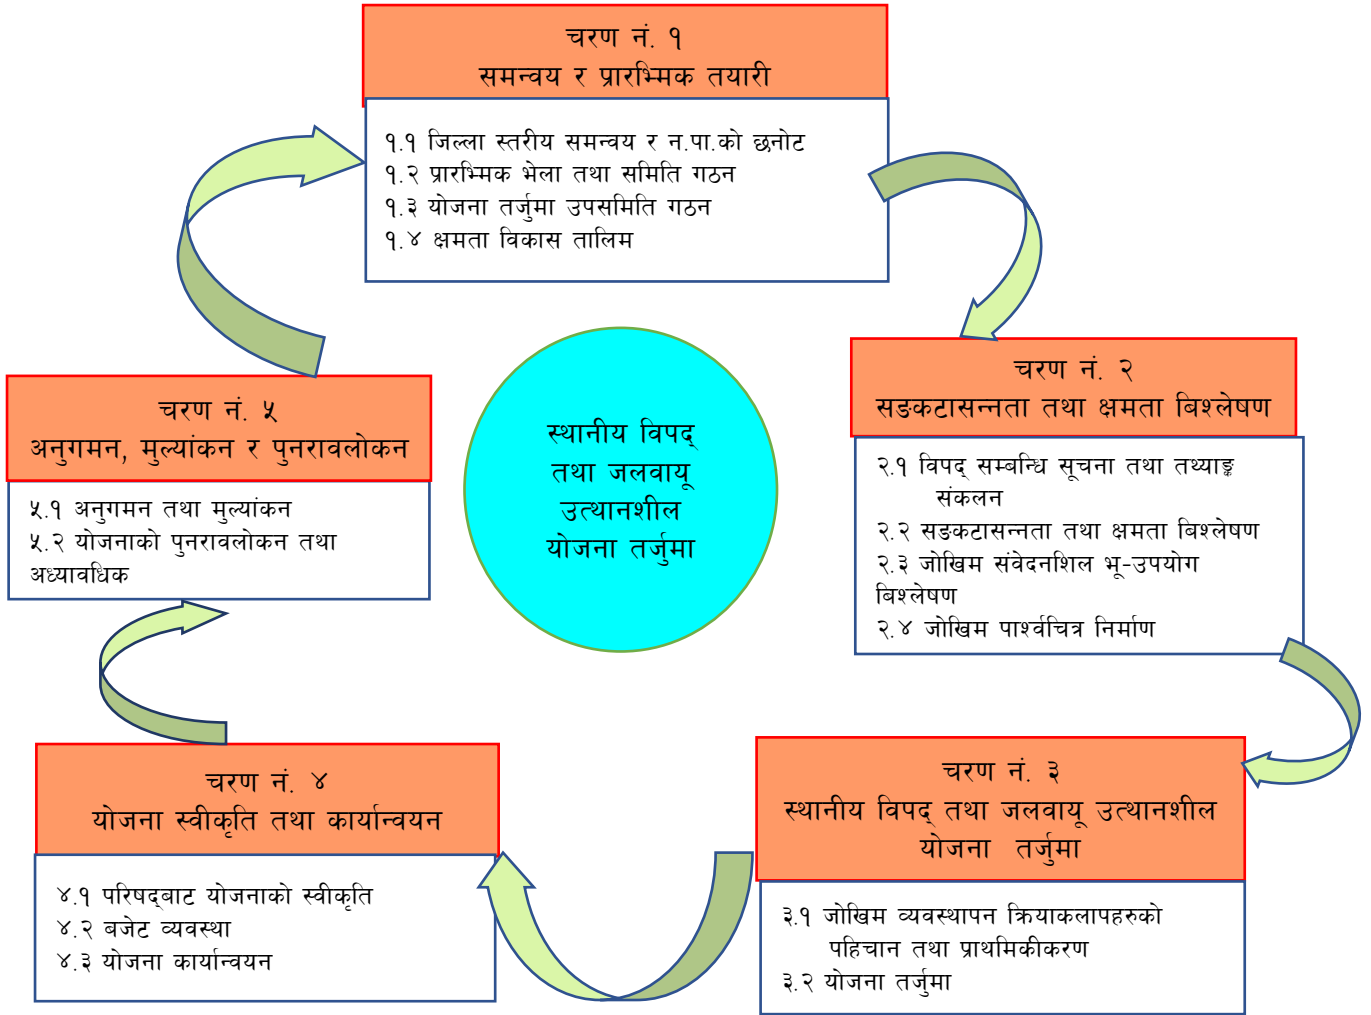 चरण नं. १
समन्वय र प्रारभ्मिक तयारी
१.१ जिल्ला स्तरीय समन्वय र न.पा.को छनोट
१.२ प्रारभ्मिक भेला तथा समिति गठन
१.३ योजना तर्जुमा उपसमिति गठन
१.४ क्षमता विकास तालिम
चरण नं. २
सङकटासन्नता तथा क्षमता बिश्लेषण
२.१ विपद् सम्बन्धि सूचना तथा तथ्याङ्क
संकलन
२.२ सङकटासन्नता तथा क्षमता बिश्लेषण
२.३ जोखिम संवेदनशिल भू-उपयोग
बिश्लेषण
२.४ जोखिम पार्श्वचित्र निर्माण
चरण नं. ३
स्थानीय विपद् तथा जलवायू उत्थानशील
योजना तर्जुमा
३.१ जोखिम व्यवस्थापन क्रियाकलापहरुको
पहिचान तथा प्राथमिकीकरण
३.२ योजना तर्जुमा
चरण नं. ४
योजना स्वीकृति तथा कार्यान्वयन
४.१ परिषद्बाट योजनाको स्वीकृति
४.२ बजेट व्यवस्था
४.३ योजना कार्यान्वयन
चरण नं. ५
अनुगमन, मुल्यांकन र पुनरावलोकन
५.१ अनुगमन तथा मुल्यांकन
५.२ योजनाको पुनरावलोकन तथा
अध्यावधिक
स्थानीय विपद्
तथा जलवायू
उत्थानशील
योजना तर्जुमा